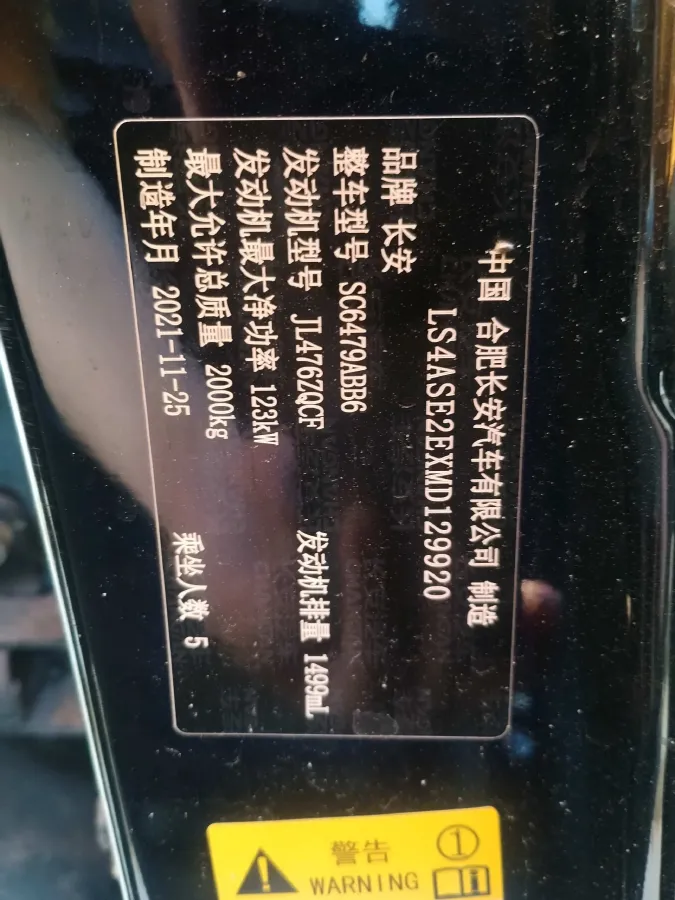 中国 合肥长安汽车有限公司 制造
LS4ASE2EXMD129920
品牌 长安
整车型号 SC6479ABB6
发动机型号 JL476ZQCF 发动机排量 1499mL
发动机最大净功率 123kW
最大允许总质量 2000kg
制造年月 2021-11-25 乘坐人数 5
警告 ①
WARNING